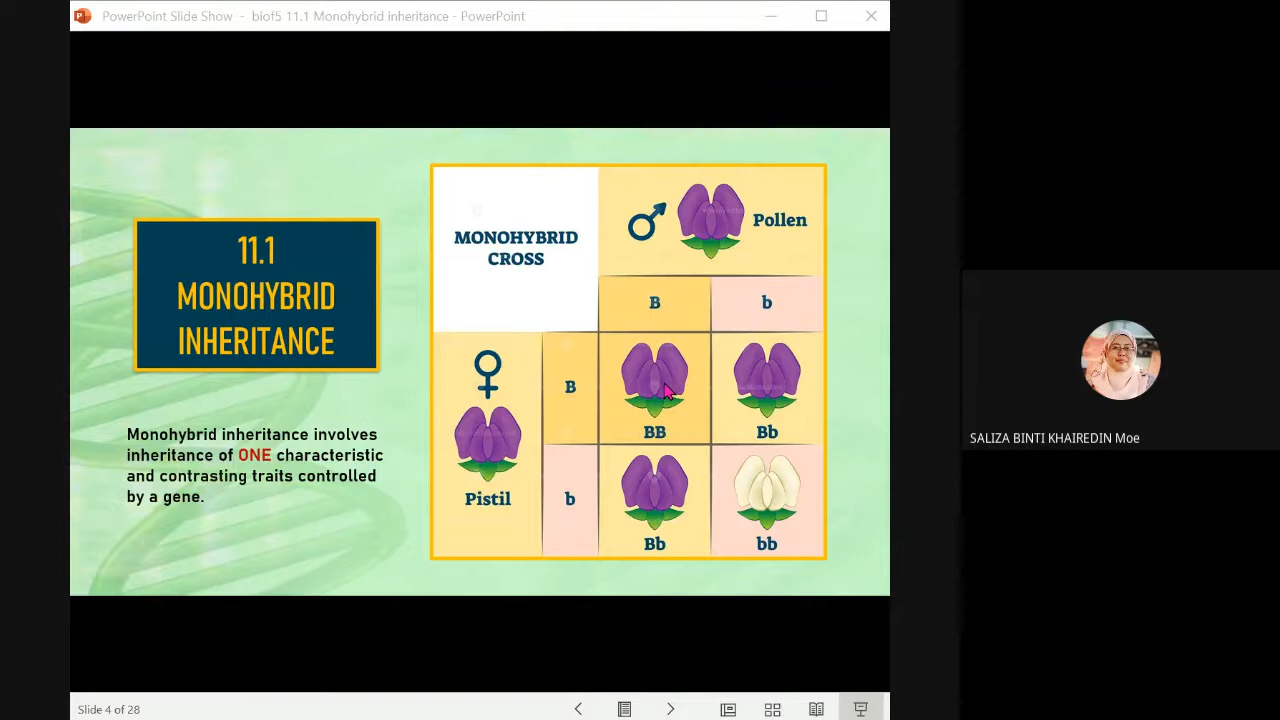 PowerPoint Slide Show - biof5 11.1 Monohybrid inheritance - PowerPoint
11.1
MONOHYBRID
INHERITANCE
Monohybrid inheritance involves
inheritance of ONE characteristic
and contrasting traits controlled
by a gene.
MONOHYBRID
CROSS
Pollen
B
b
B
BB
Bb
Pistil
b
Bb
bb
SALIZA BINTI KHAIREDIN Moe
Slide 4 of 28